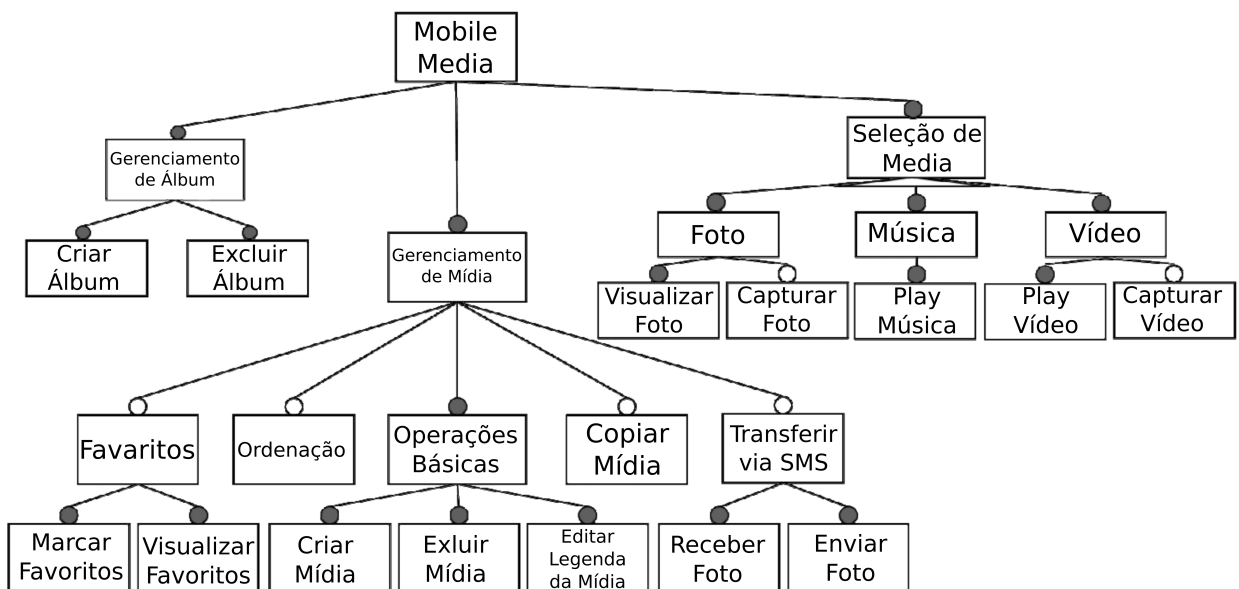 Mobile
Media
Gerenciamento
de Álbum
Criar
Álbum
Excluir
Álbum
Gerenciamento
de Mídia
Seleção de
Media
Foto
Música
Vídeo
Visualizar
Foto
Capturar
Foto
Play
Música
Play
Vídeo
Capturar
Vídeo
Favaritos
Ordenação
Operações
Básicas
Copiar
Mídia
Transferir
via SMS
Marcar
Favoritos
Visualizar
Favoritos
Criar
Mídia
Exluir
Mídia
Editar
Legenda
da Mídia
Receber
Foto
Enviar
Foto